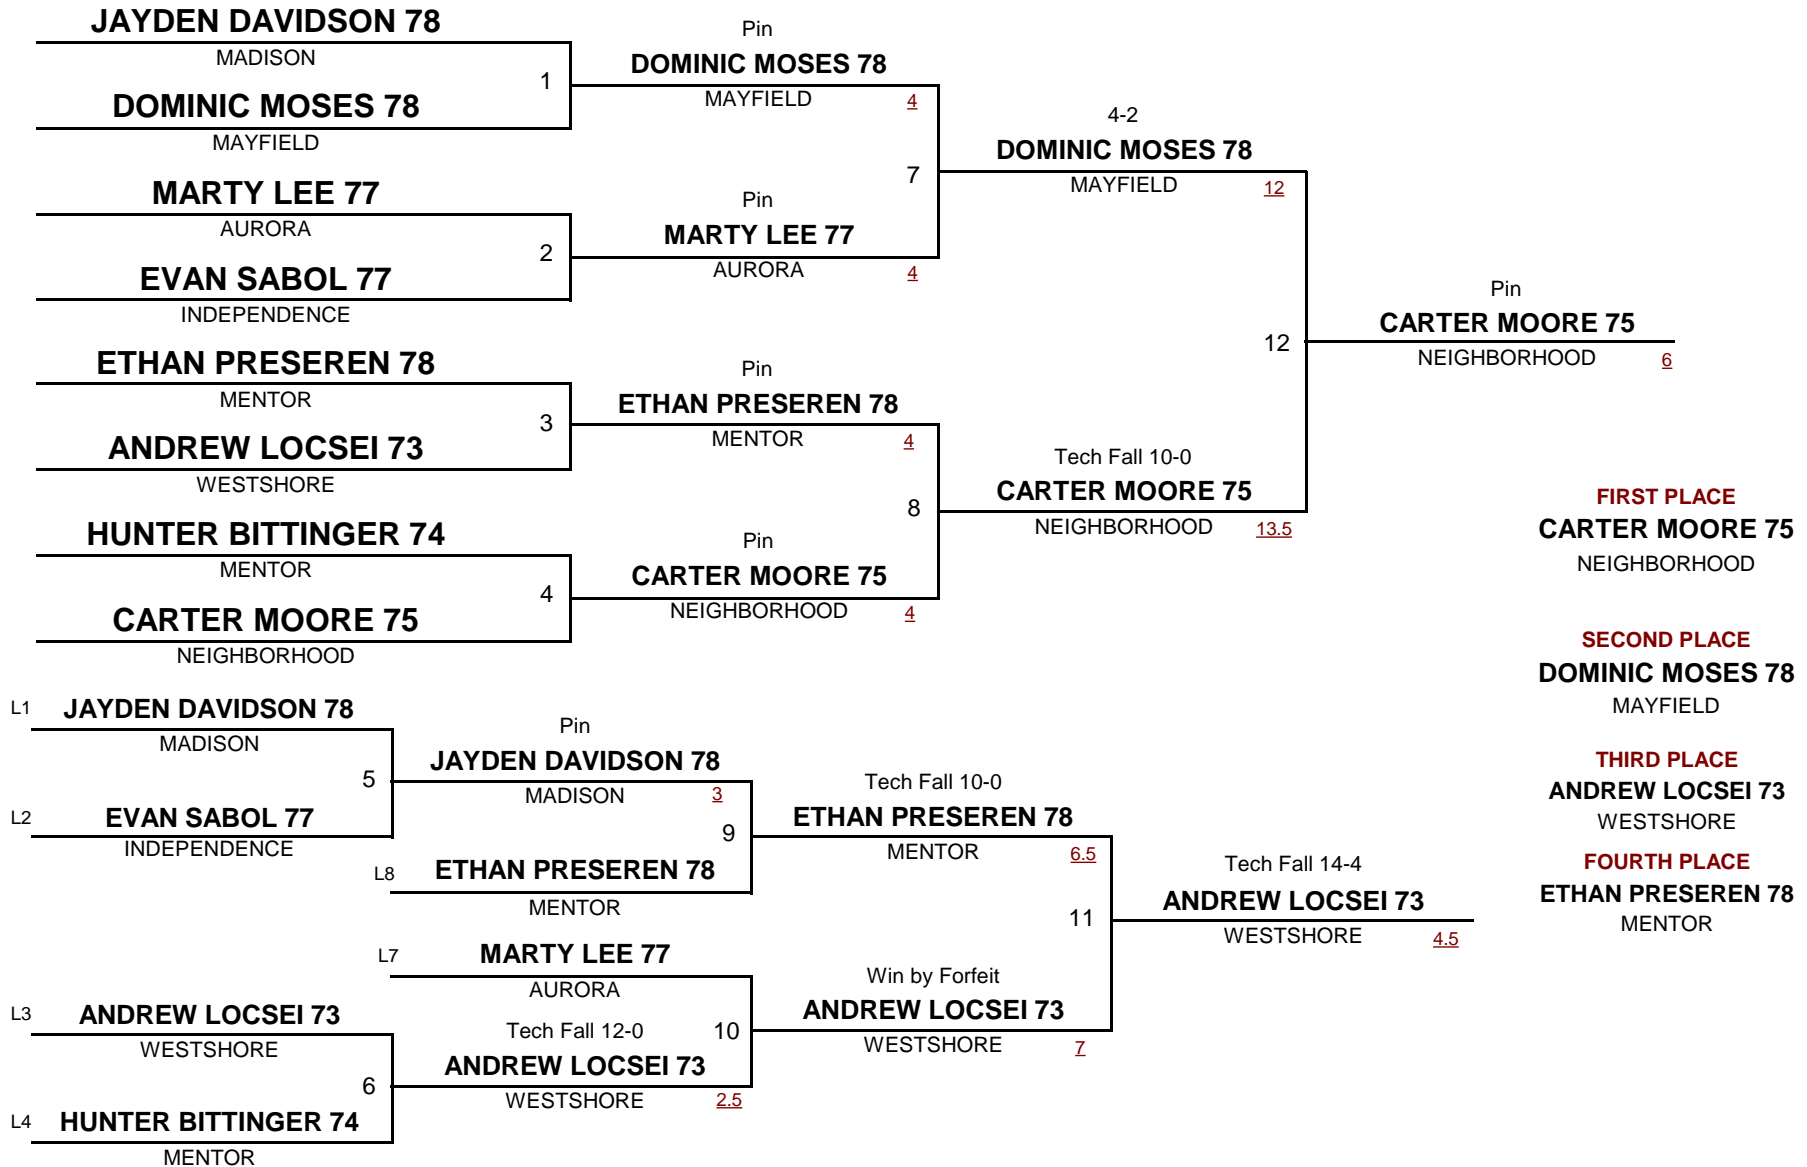 JAYDEN DAVIDSON 78
MADISON
1
DOMINIC MOSES 78
MAYFIELD
MARTY LEE 77
AURORA
2
EVAN SABOL 77
INDEPENDENCE
ETHAN PRESEREN 78
MENTOR
3
ANDREW LOCSEI 73
WESTSHORE
HUNTER BITTINGER 74
MENTOR
4
CARTER MOORE 75
NEIGHBORHOOD
Pin
DOMINIC MOSES 78
MAYFIELD 4
7
Pin
MARTY LEE 77
AURORA 4
Pin
ETHAN PRESEREN 78
MENTOR 4
8
Pin
CARTER MOORE 75
NEIGHBORHOOD 4
4-2
DOMINIC MOSES 78
MAYFIELD 12
12
Tech Fall 10-0
CARTER MOORE 75
NEIGHBORHOOD 13.5
Pin
CARTER MOORE 75
NEIGHBORHOOD 6
FIRST PLACE
CARTER MOORE 75
NEIGHBORHOOD
SECOND PLACE
DOMINIC MOSES 78
MAYFIELD
THIRD PLACE
ANDREW LOCSEI 73
WESTSHORE
FOURTH PLACE
ETHAN PRESEREN 78
MENTOR
L1 JAYDEN DAVIDSON 78
MADISON
5
L2 EVAN SABOL 77
INDEPENDENCE
Pin
JAYDEN DAVIDSON 78
MADISON 3
9
L8 ETHAN PRESEREN 78
MENTOR
L7 MARTY LEE 77
AURORA
L3 ANDREW LOCSEI 73
WESTSHORE
6
L4 HUNTER BITTINGER 74
MENTOR
Tech Fall 12-0 10
ANDREW LOCSEI 73
WESTSHORE 2.5
Tech Fall 10-0
ETHAN PRESEREN 78
MENTOR 6.5
11
Win by Forfeit
ANDREW LOCSEI 73
WESTSHORE 7
Tech Fall 14-4
ANDREW LOCSEI 73
WESTSHORE 4.5